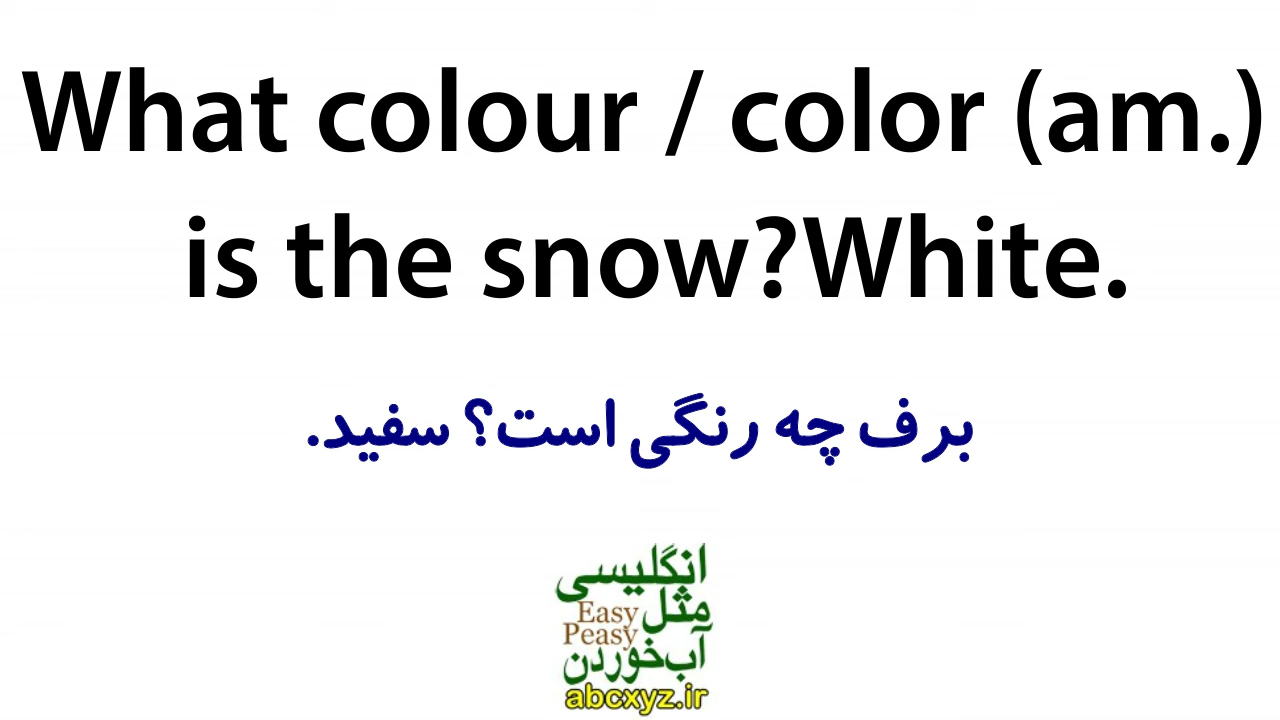 What colour / color (am.)
is the snow?White.
برف چه رنگی است؟ سفید.
انگلیسی
مثل
Easy
Peasy
آب‌خوردن
abcxyz.ir